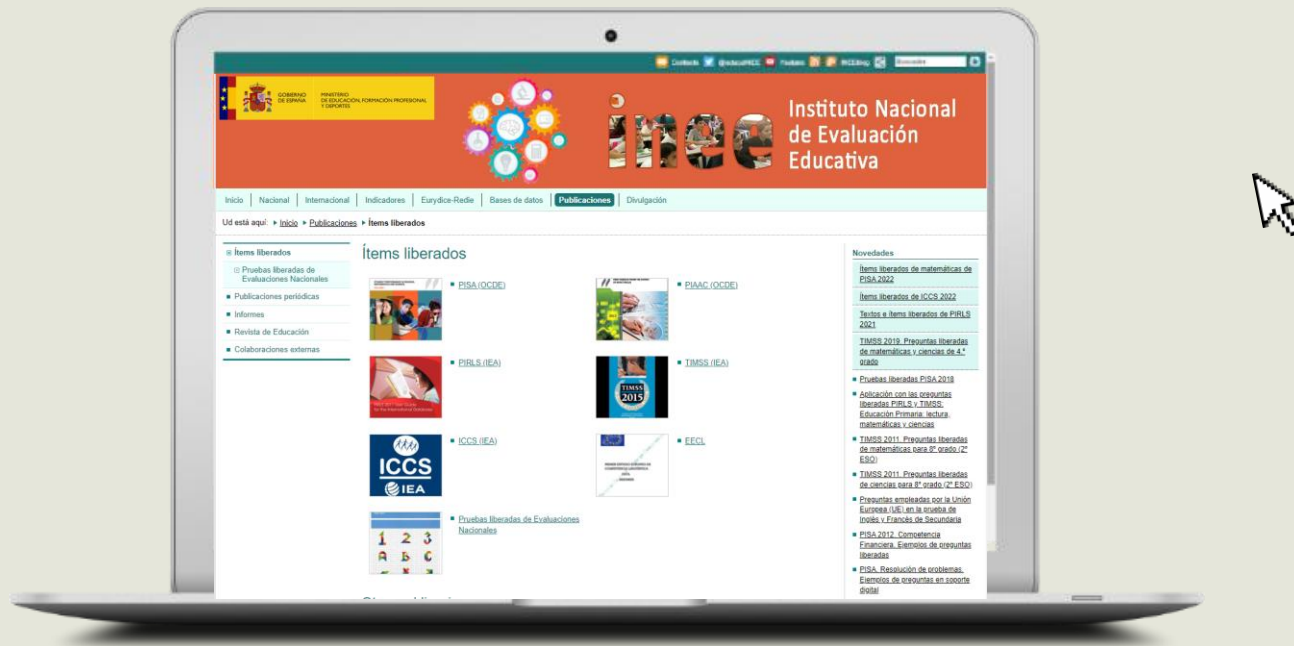 Contacto
@educaINEE
Youtube
INEEblog
Buscador
GOBIERNO
DE ESPAÑA
MINISTERIO
DE EDUCACIÓN, FORMACIÓN PROFESIONAL
Y DEPORTES
inee
Instituto Nacional
de Evaluación
Educativa
Inicio | Nacional | Internacional | Indicadores | Eurydice-Redie | Bases de datos | Publicaciones | Divulgación
Ud está aquí: Inicio Publicaciones Ítems liberados
Ítems liberados
Pruebas liberadas de
Evaluaciones Nacionales
Publicaciones periódicas
Informes
Revista de Educación
Colaboraciones externas
Ítems liberados
PISA (OCDE)
PIAAC (OCDE)
PIRLS (IEA)
TIMSS (IEA)
TIMSS
2015
ICCS (IEA)
ICCS
IEA
EECL
Pruebas liberadas de Evaluaciones
Nacionales
1 2 3
A B C
Novedades
Ítems liberados de matemáticas de
PISA 2022
Ítems liberados de ICCS 2022
Textos e ítems liberados de PIRLS
2021
TIMSS 2019. Preguntas liberadas
de matemáticas y ciencias de 4.º
grado
Pruebas liberadas PISA 2018
Aplicación con las preguntas
liberadas PIRLS y TIMSS:
Educación Primaria: lectura,
matemáticas y ciencias
TIMSS 2011. Preguntas liberadas
de matemáticas para 8º grado (2º
ESO)
TIMSS 2011. Preguntas liberadas
de ciencias para 8º grado (2º ESO)
Preguntas empleadas por la Unión
Europea (UE) en la prueba de
Inglés y Francés de Secundaria
PISA 2012. Competencia
Financiera. Ejemplos de preguntas
liberadas
PISA. Resolución de problemas.
Ejemplos de preguntas en soporte
digital